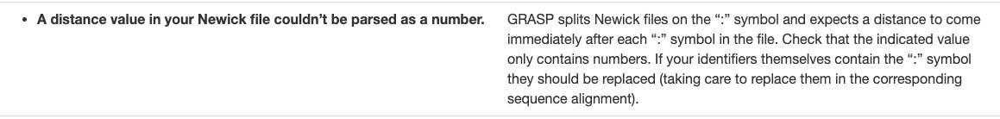 • A distance value in your Newick file couldn’t be parsed as a number.
GRASP splits Newick files on the “:” symbol and expects a distance to come
immediately after each “:” symbol in the file. Check that the indicated value
only contains numbers. If your identifiers themselves contain the “:” symbol
they should be replaced (taking care to replace them in the corresponding
sequence alignment).